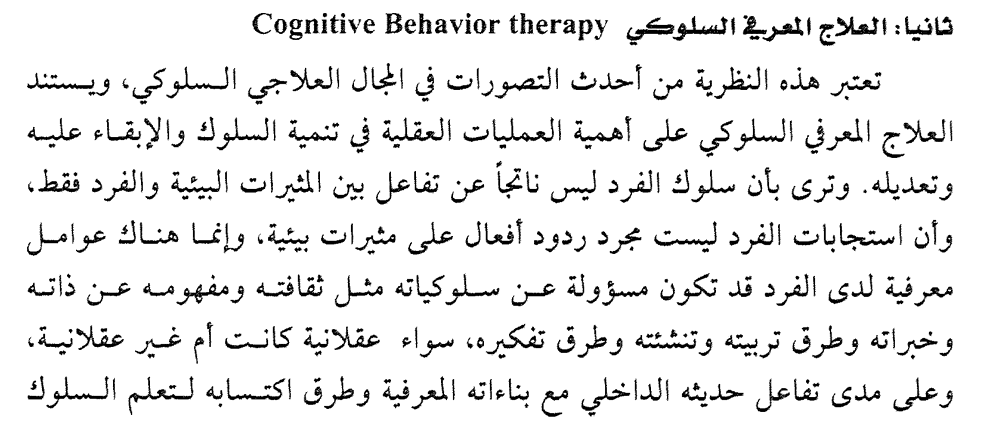 ثانيا: العلاج المعرفي السلوكي Cognitive Behavior therapy
تعتبر هذه النظرية من أحدث التصورات في المجال العلاجي السلوكي، ويستند
العلاج المعرفي السلوكي على أهمية العمليات العقلية في تنمية السلوك والإبقاء عليه
وتعديله. وترى بأن سلوك الفرد ليس ناتجاً عن تفاعل بين المثيرات البيئية والفرد فقط،
وأن استجابات الفرد ليست مجرد ردود أفعال على مثيرات بيئية، وإنما هناك عوامل
معرفية لدى الفرد قد تكون مسؤولة عن سلوكياته مثل ثقافته ومفهومه عن ذاته
وخبراته وطرق تربيته وتنشئته وطرق تفكيره، سواء عقلانية كانت أم غير عقلانية،
وعلى مدى تفاعل حديثه الداخلي مع بناءاته المعرفية وطرق اكتسابه لتعلم السلوك